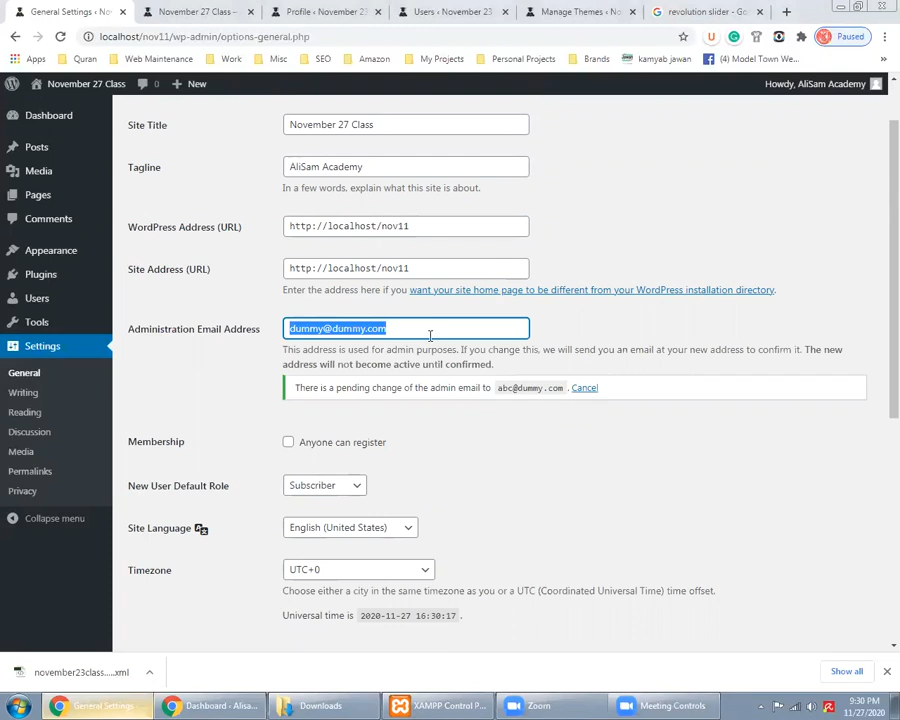 General Settings ‹ Nov
November 27 Class –
Profile ‹ November 23
Users ‹ November 23
Manage Themes ‹ No
revolution slider - Go
localhost/nov11/wp-admin/options-general.php
Paused
Apps
Quran
Web Maintenance
Work
Misc
SEO
Amazon
My Projects
Personal Projects
Brands
kamyab jawan
(4) Model Town We...
November 27 Class
0
New
Howdy, AliSam Academy
Dashboard
Posts
Media
Pages
Comments
Appearance
Plugins
Users
Tools
Settings
General
Writing
Reading
Discussion
Media
Permalinks
Privacy
Collapse menu
Site Title
November 27 Class
Tagline
AliSam Academy
In a few words, explain what this site is about.
WordPress Address (URL)
http://localhost/nov11
Site Address (URL)
http://localhost/nov11
Enter the address here if you want your site home page to be different from your WordPress installation directory.
Administration Email Address
dummy@dummy.com
This address is used for admin purposes. If you change this, we will send you an email at your new address to confirm it. The new
address will not become active until confirmed.
There is a pending change of the admin email to abc@dummy.com . Cancel
Membership
Anyone can register
New User Default Role
Subscriber
Site Language
English (United States)
Timezone
UTC+0
Choose either a city in the same timezone as you or a UTC (Coordinated Universal Time) time offset.
Universal time is 2020-11-27 16:30:17 .
november23class.....xml
Show all
General Settings ...
Dashboard ‹ Alisa...
Downloads
XAMPP Control P...
Zoom
Meeting Controls
9:30 PM
11/27/2020